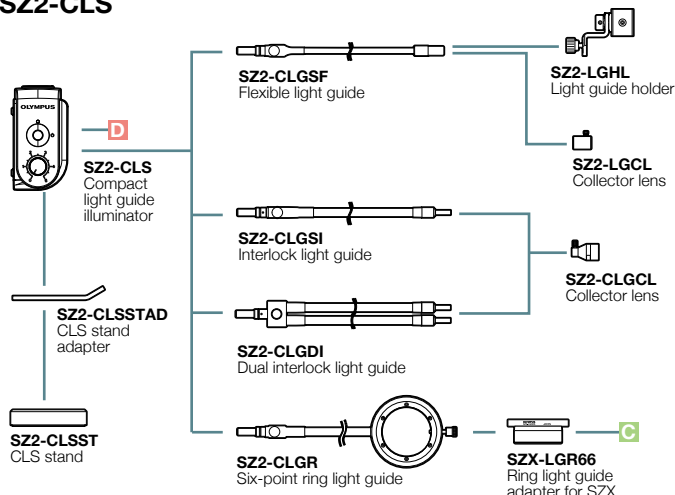 SZ2-CLS
OLYMPUS
D
SZ2-CLS
Compact
light guide
illuminator
SZ2-CLSSTAD
CLS stand
adapter
SZ2-CLSST
CLS stand
SZ2-CLGSF
Flexible light guide
SZ2-LGHL
Light guide holder
SZ2-LGCL
Collector lens
SZ2-CLGSI
Interlock light guide
SZ2-CLGCL
Collector lens
SZ2-CLGDI
Dual interlock light guide
SZ2-CLGR
Six-point ring light guide
SZX-LGR66
Ring light guide
adapter for SZX
C